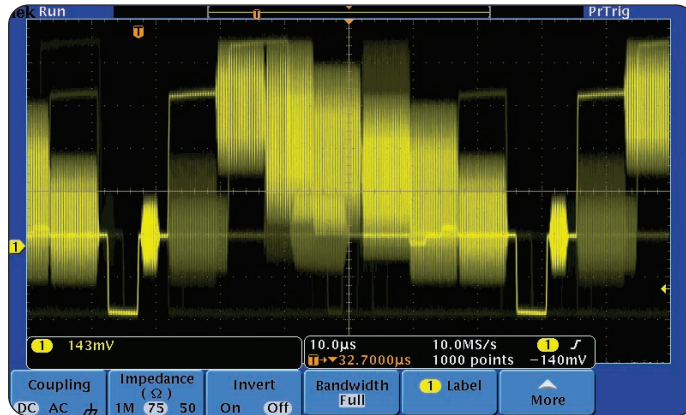 Run PrTrig
T
T
1
1 143mV
10.0µs 10.0MS/s 1 ∫
T→▼32.7000µs 1000 points −140mV
Coupling Impedance Invert Bandwidth 1 Label
(Ω) Full More
DC AC 1M 75 50 On Off